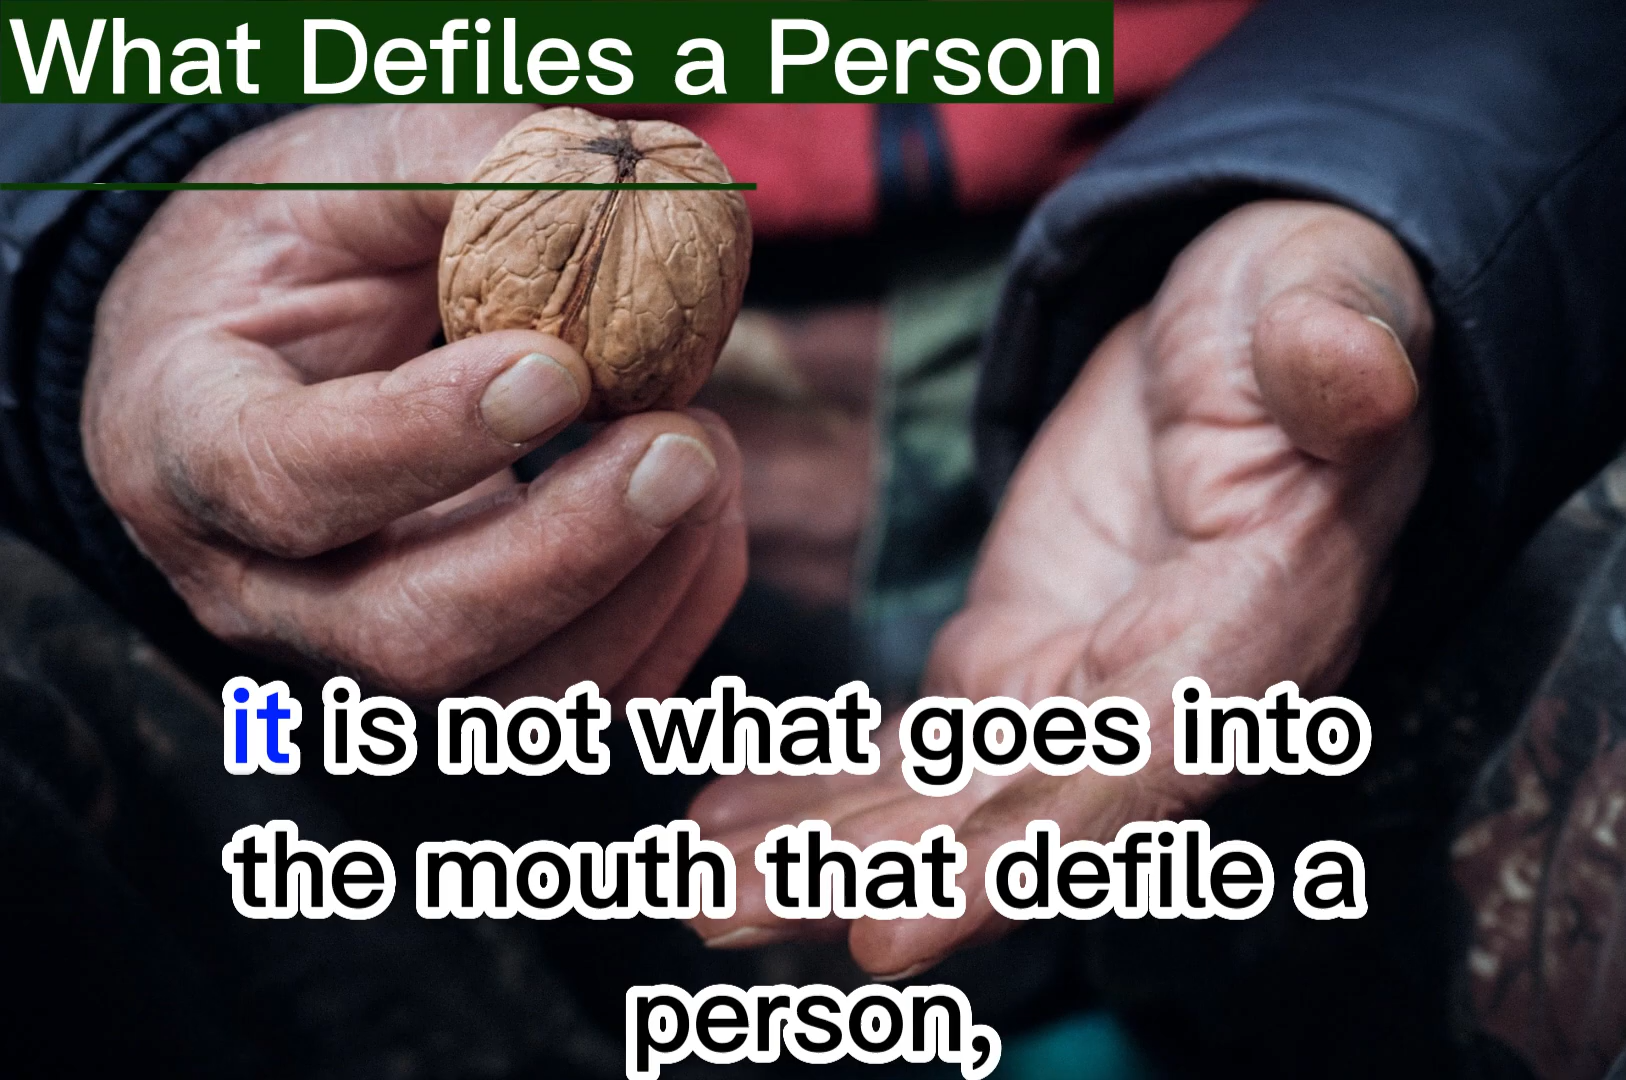 What Defiles a Person
it is not what goes into
the mouth that defile a
person,